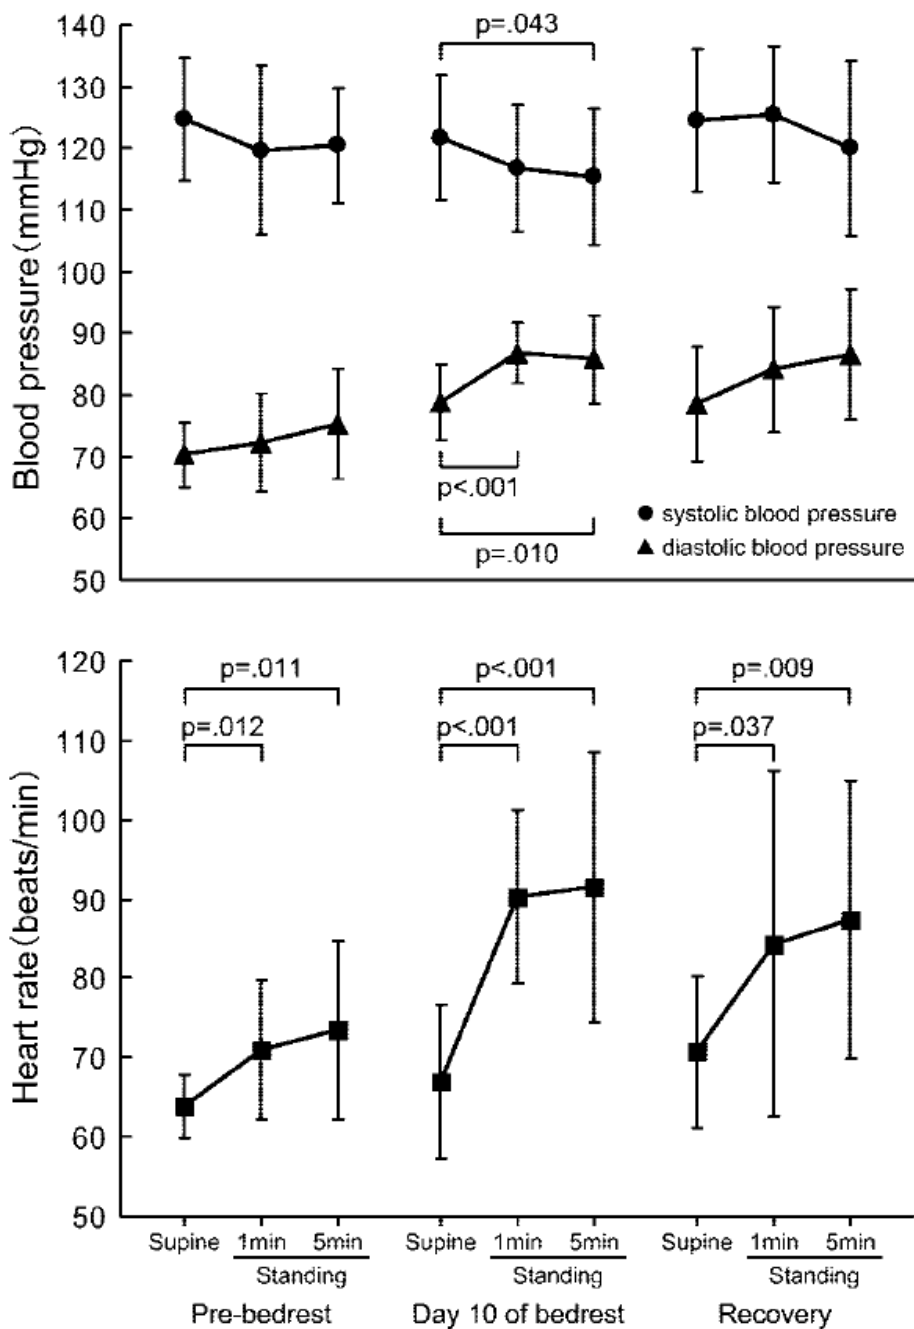 140
p=.043
130
120
110
100
90
80
70
p<.001
systolic blood pressure
60
p=.010
diastolic blood pressure
50
Blood pressure(mmHg)
120
p=.011
p<.001
p=.009
p=.012
p<.001
p=.037
110
100
90
80
70
60
50
Heart rate(beats/min)
Supine 1min 5min Supine 1min 5min Supine 1min 5min
Standing Standing Standing
Pre-bedrest Day 10 of bedrest Recovery